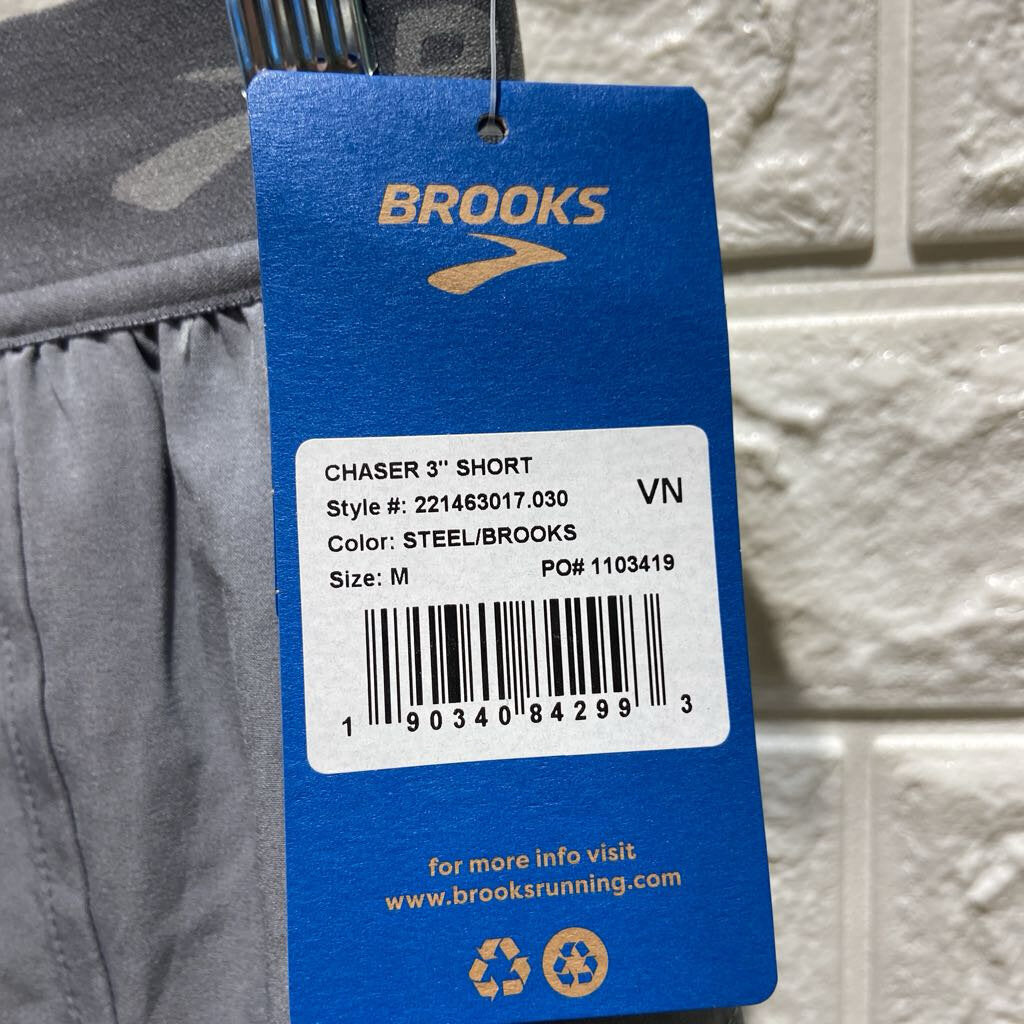 BROOKS
CHASER 3" SHORT
Style #: 221463017.030
VN
Color: STEEL/BROOKS
Size: M
PO# 1103419
1 90340 84299 3
for more info visit
www.brooksrunning.com